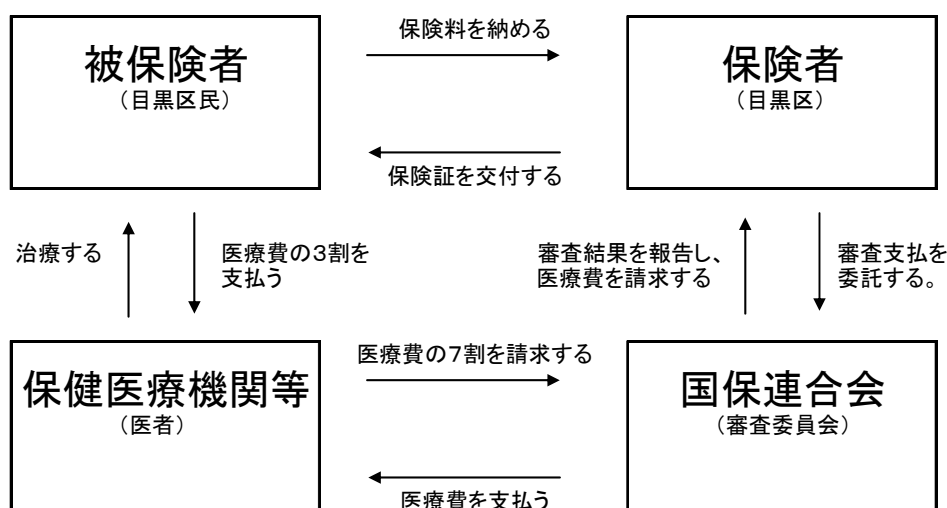 被保険者
（目黒区民）
保険料を納める
保険者
（目黒区）
保険証を交付する
治療する
医療費の3割を
支払う
審査結果を報告し、
医療費を請求する
審査支払を
委託する。
保健医療機関等
（医者）
医療費の7割を請求する
国保連合会
（審査委員会）
医療費を支払う